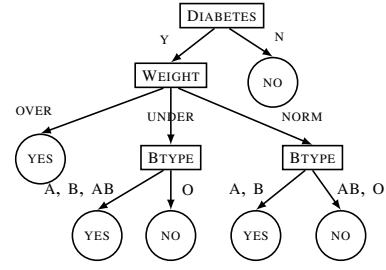 DIABETES
Y N
WEIGHT
NO
OVER UNDER NORM
YES BTYPE BTYPE
A, B, AB O A, B AB, O
YES NO YES NO